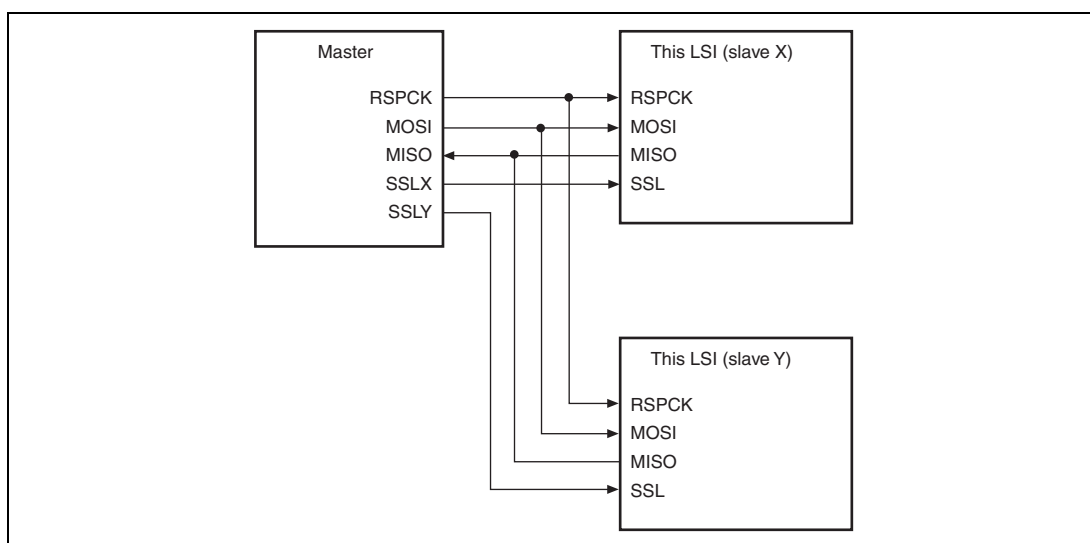 Master
RSPCK
MOSI
MISO
SSLX
SSLY
This LSI (slave X)
RSPCK
MOSI
MISO
SSL
This LSI (slave Y)
RSPCK
MOSI
MISO
SSL